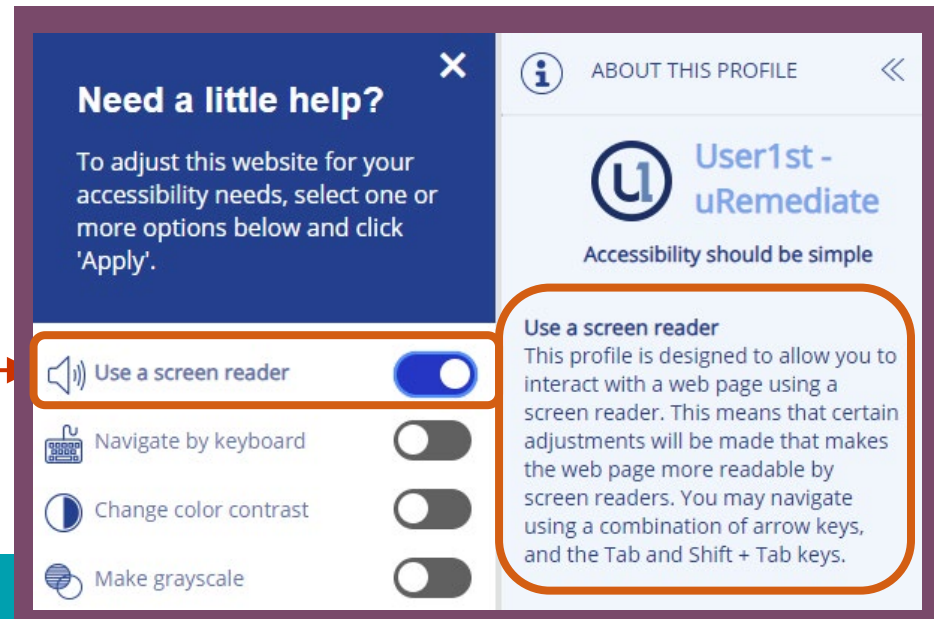 Need a little help?
To adjust this website for your
accessibility needs, select one or
more options below and click
'Apply'.
Use a screen reader
Navigate by keyboard
Change color contrast
Make grayscale
ABOUT THIS PROFILE
User1st -
uRemediate
Accessibility should be simple
Use a screen reader
This profile is designed to allow you to
interact with a web page using a
screen reader. This means that certain
adjustments will be made that makes
the web page more readable by
screen readers. You may navigate
using a combination of arrow keys,
and the Tab and Shift + Tab keys.